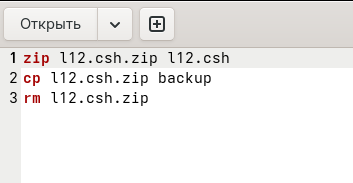 Открыть
1 zip l12.csh.zip l12.csh
2 cp l12.csh.zip backup
3 rm l12.csh.zip